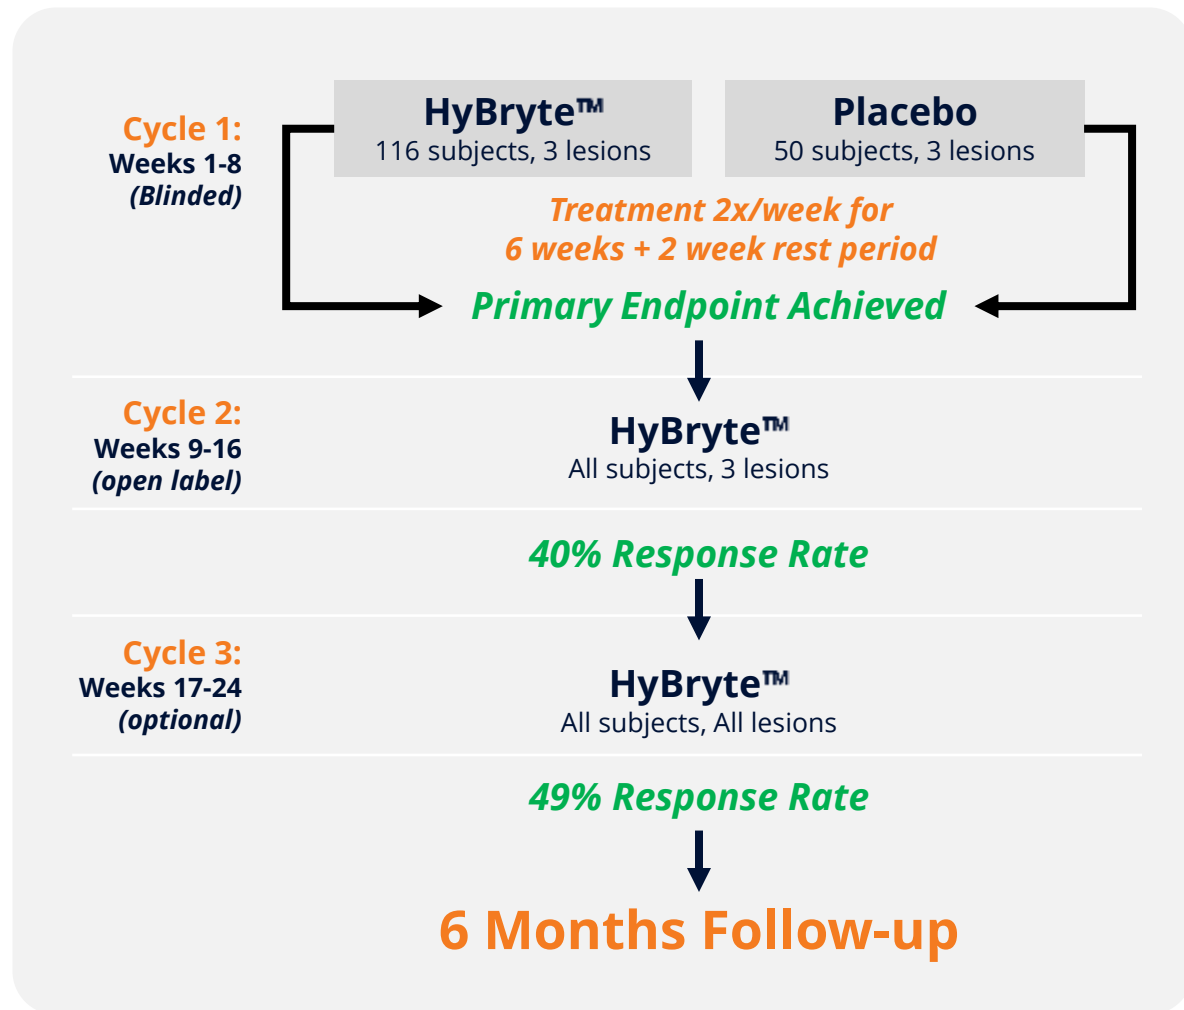 Cycle 1:
Weeks 1-8
(Blinded)
HyBryte™
116 subjects, 3 lesions
Placebo
50 subjects, 3 lesions
Treatment 2x/week for
6 weeks + 2 week rest period
Primary Endpoint Achieved
Cycle 2:
Weeks 9-16
(open label)
HyBryte™
All subjects, 3 lesions
40% Response Rate
Cycle 3:
Weeks 17-24
(optional)
HyBryte™
All subjects, All lesions
49% Response Rate
6 Months Follow-up